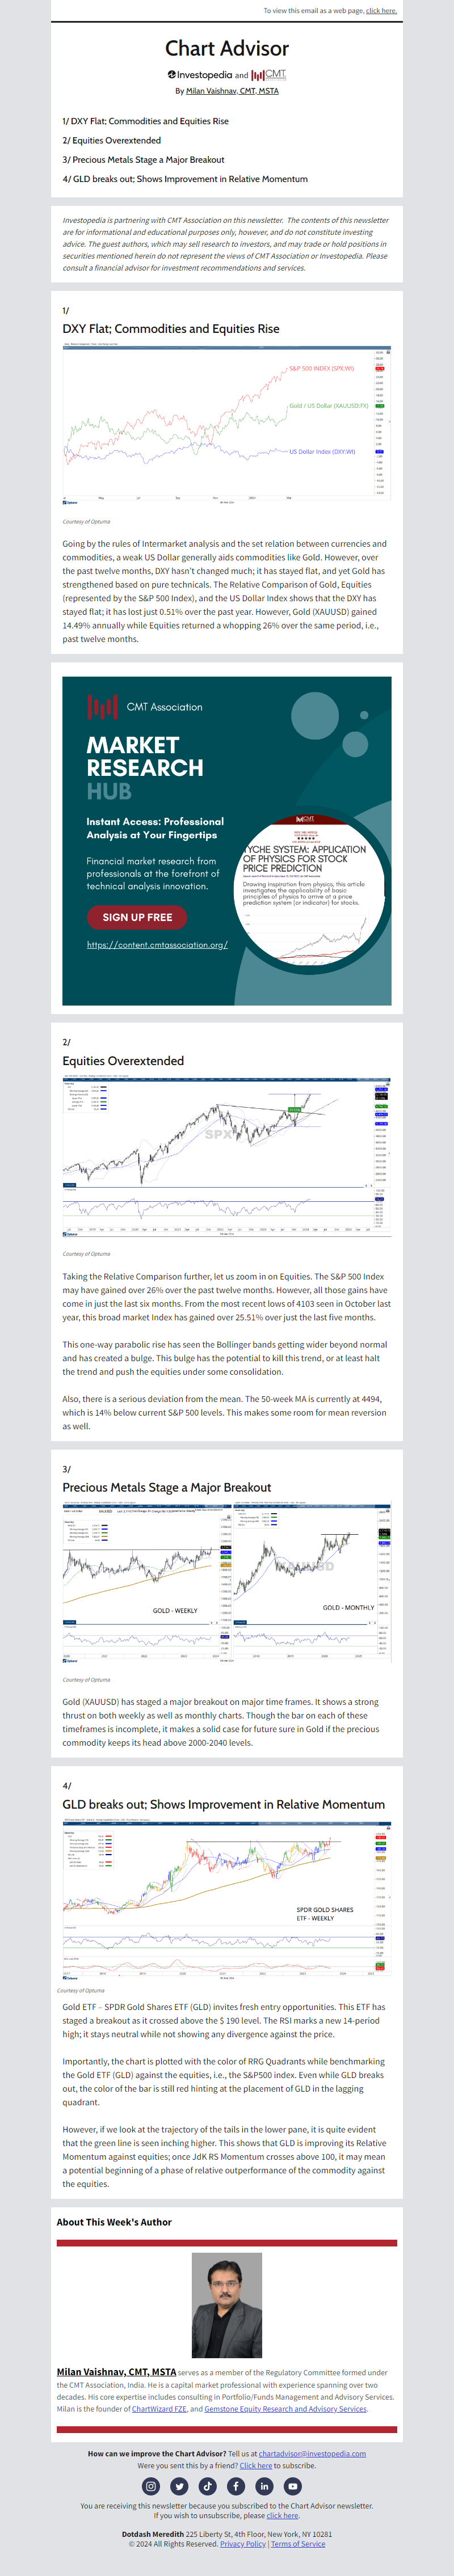 To view this email as a web page, click here.
Chart Advisor
Investopedia and CMT
By Milan Vaishnav, CMT, MSTA
1/ DXY Flat; Commodities and Equities Rise
2/ Equities Overextended
3/ Precious Metals Stage a Major Breakout
4/ GLD breaks out; Shows Improvement in Relative Momentum
Investopedia is partnering with CMT Association on this newsletter. The contents of this newsletter
are for informational and educational purposes only, however, and do not constitute investing
advice. The guest authors, which may sell research to investors, and may trade or hold positions in
securities mentioned herein do not represent the views of CMT Association or Investopedia. Please
consult a financial advisor for investment recommendations and services.
1/
DXY Flat; Commodities and Equities Rise
S&P 500 INDEX (SPX:WI)
Gold / US Dollar (XAUUSD:FX)
US Dollar Index (DXY:WI)
Optuma
Courtesy of Optuma
Going by the rules of Intermarket analysis and the set relation between currencies and
commodities, a weak US Dollar generally aids commodities like Gold. However, over
the past twelve months, DXY hasn't changed much; it has stayed flat, and yet Gold has
strengthened based on pure technicals. The Relative Comparison of Gold, Equities
(represented by the S&P 500 Index), and the US Dollar Index shows that the DXY has
stayed flat; it has lost just 0.51% over the past year. However, Gold (XAUUSD) gained
14.49% annually while Equities returned a whopping 26% over the same period, i.e.,
past twelve months.
CMT Association
MARKET
RESEARCH
HUB
Instant Access: Professional
Analysis at Your Fingertips
Financial market research from
professionals at the forefront of
technical analysis innovation.
SIGN UP FREE
https://content.cmtassociation.org/
CMT
YCHE SYSTEM: APPLICATION
OF PHYSICS FOR STOCK
PRICE PREDICTION
Drawing inspiration from physics, this article
investigates the applicability of basic
principles of physics to arrive at a price
prediction system (or indicator) for stocks.
2/
Equities Overextended
SPX
Optuma
Courtesy of Optuma
Taking the Relative Comparison further, let us zoom in on Equities. The S&P 500 Index
may have gained over 26% over the past twelve months. However, all those gains have
come in just the last six months. From the most recent lows of 4103 seen in October last
year, this broad market Index has gained over 25.51% over just the last five months.
This one-way parabolic rise has seen the Bollinger bands getting wider beyond normal
and has created a bulge. This bulge has the potential to kill this trend, or at least halt
the trend and push the equities under some consolidation.
Also, there is a serious deviation from the mean. The 50-week MA is currently at 4494,
which is 14% below current S&P 500 levels. This makes some room for mean reversion
as well.
3/
Precious Metals Stage a Major Breakout
GOLD - WEEKLY
XAUUSD
GOLD - MONTHLY
Optuma
Courtesy of Optuma
Gold (XAUUSD) has staged a major breakout on major time frames. It shows a strong
thrust on both weekly as well as monthly charts. Though the bar on each of these
timeframes is incomplete, it makes a solid case for future sure in Gold if the precious
commodity keeps its head above 2000-2040 levels.
4/
GLD breaks out; Shows Improvement in Relative Momentum
SPDR GOLD SHARES
ETF - WEEKLY
Optuma
Courtesy of Optuma
Gold ETF – SPDR Gold Shares ETF (GLD) invites fresh entry opportunities. This ETF has
staged a breakout as it crossed above the $ 190 level. The RSI marks a new 14-period
high; it stays neutral while not showing any divergence against the price.
Importantly, the chart is plotted with the color of RRG Quadrants while benchmarking
the Gold ETF (GLD) against the equities, i.e., the S&P500 index. Even while GLD breaks
out, the color of the bar is still red hinting at the placement of GLD in the lagging
quadrant.
However, if we look at the trajectory of the tails in the lower pane, it is quite evident
that the green line is seen inching higher. This shows that GLD is improving its Relative
Momentum against equities; once JdK RS Momentum crosses above 100, it may mean
a potential beginning of a phase of relative outperformance of the commodity against
the equities.
About This Week's Author
Milan Vaishnav, CMT, MSTA serves as a member of the Regulatory Committee formed under
the CMT Association, India. He is a capital market professional with experience spanning over two
decades. His core expertise includes consulting in Portfolio/Funds Management and Advisory Services.
Milan is the founder of ChartWizard FZE, and Gemstone Equity Research and Advisory Services.
How can we improve the Chart Advisor? Tell us at chartadvisor@investopedia.com
Were you sent this by a friend? Click here to subscribe.
You are receiving this newsletter because you subscribed to the Chart Advisor newsletter.
If you wish to unsubscribe, please click here.
Dotdash Meredith 225 Liberty St, 4th Floor, New York, NY 10281
© 2024 All Rights Reserved. Privacy Policy | Terms of Service